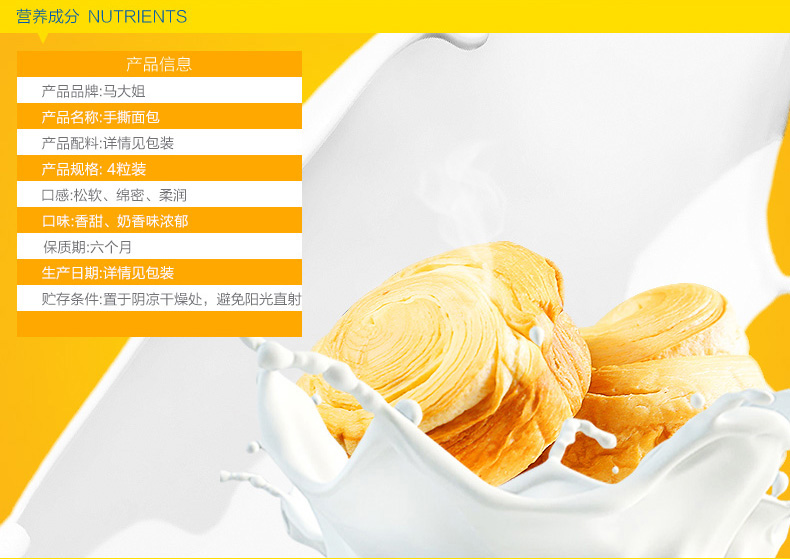 营养成分 NUTRIENTS
产品信息
产品品牌:马大姐
产品名称:手撕面包
产品配料:详情见包装
产品规格: 4粒装
口感:松软、绵密、柔润
口味:香甜、奶香味浓郁
保质期:六个月
生产日期:详情见包装
贮存条件:置于阴凉干燥处，避免阳光直射